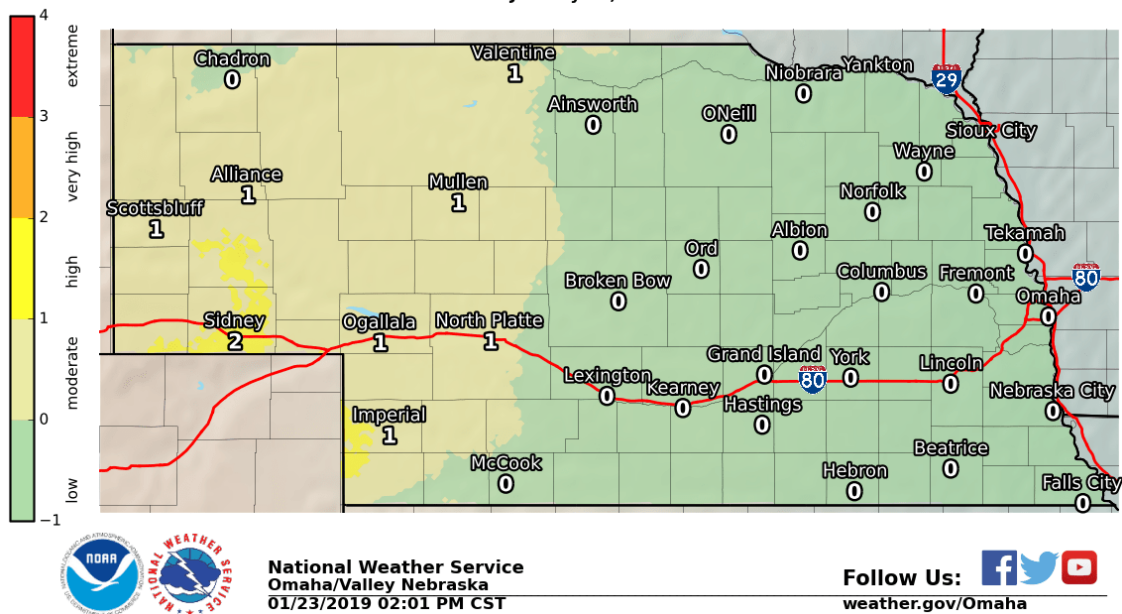 4
3
2
1
0
−1
extreme
very high
high
moderate
low
Chadron
0
Valentine
1
Ainsworth
0
ONeill
0
Niobrara
0
Yankton
29
Sioux City
Wayne
0
Alliance
1
Mullen
1
Norfolk
0
Scottsbluff
1
Albion
0
Tekamah
0
Ord
0
Broken Bow
0
Columbus
0
Fremont
0
80
Omaha
0
Sidney
2
Ogallala
1
North Platte
1
Grand Island
0
York
0
Lincoln
0
80
Lexington
0
Kearney
0
Hastings
0
Nebraska City
0
Imperial
1
McCook
0
Hebron
0
Beatrice
0
Falls City
0
NOAA
NATIONAL WEATHER SERVICE
National Weather Service
Omaha/Valley Nebraska
01/23/2019 02:01 PM CST
Follow Us:
weather.gov/Omaha